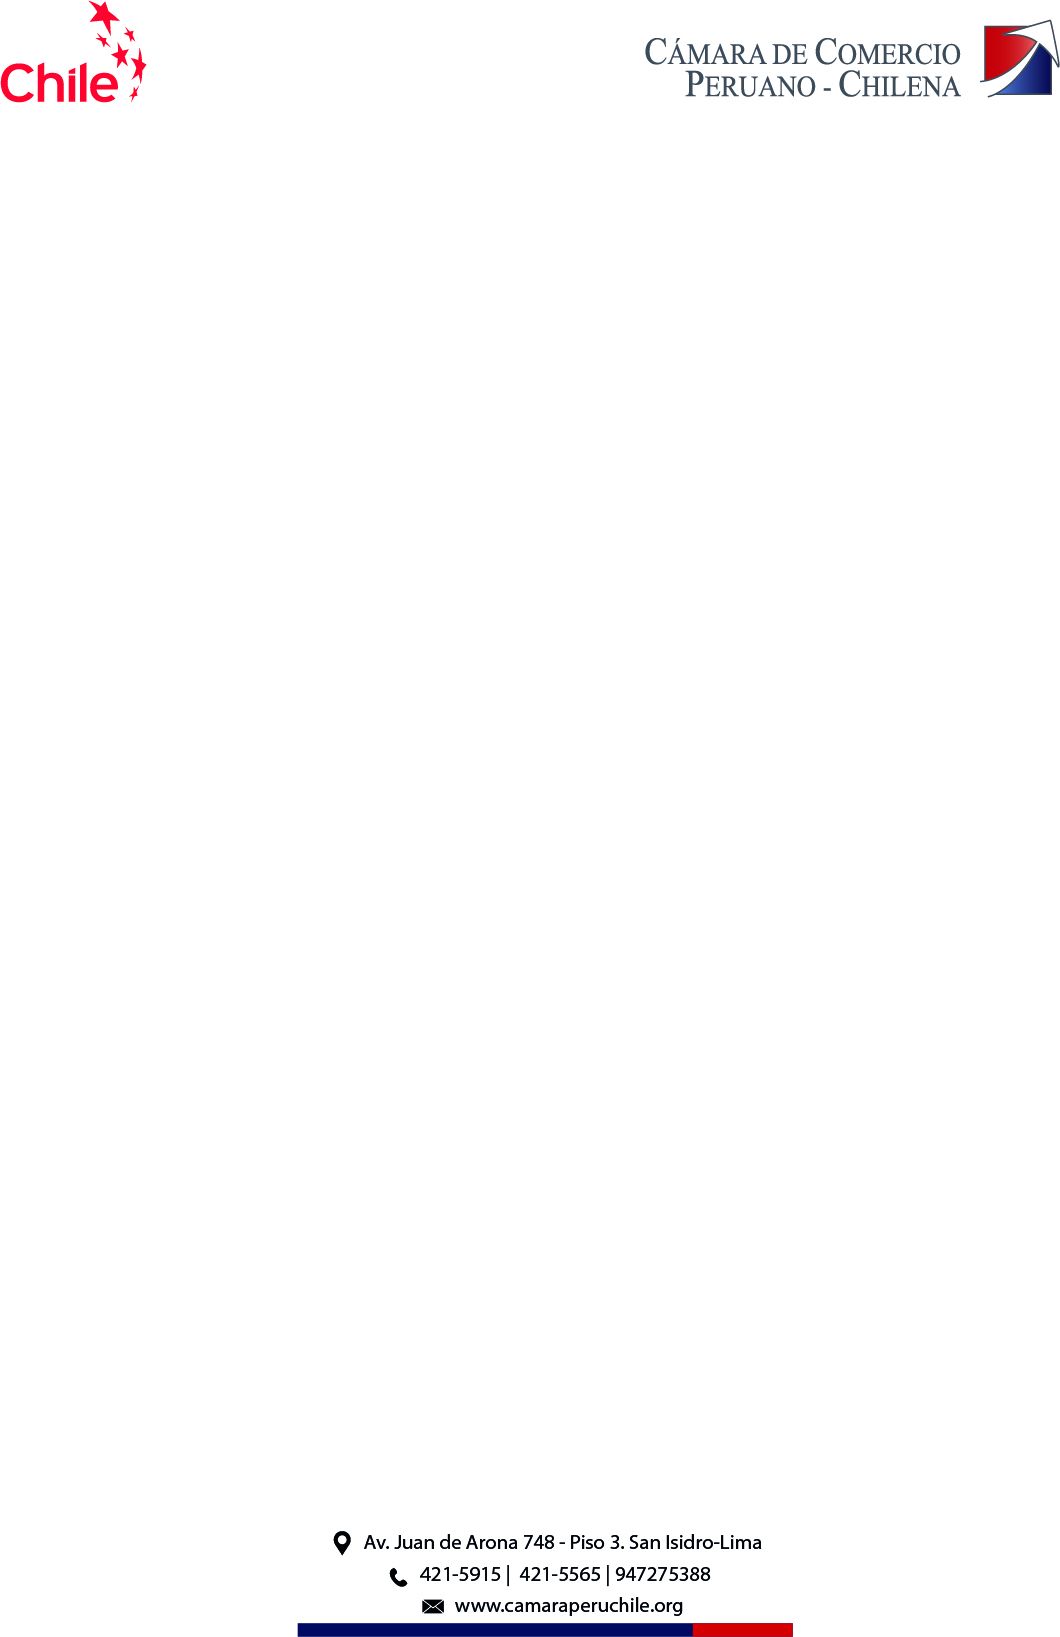 Chile
CÁMARA DE COMERCIO
PERUANO - CHILENA
Av. Juan de Arona 748 - Piso 3. San Isidro-Lima
421-5915 | 421-5565 | 947275388
www.camaraperuchile.org